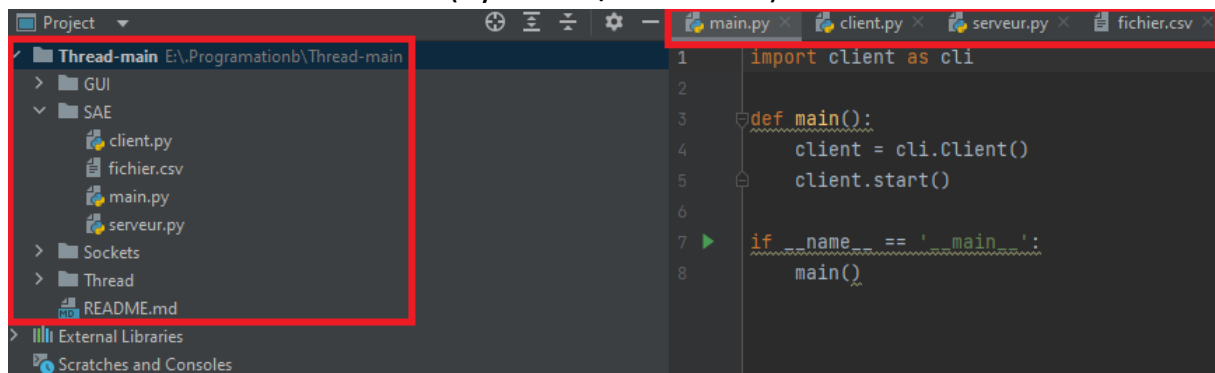 Project
Thread-main E:\.Programationb\Thread-main
GUI
SAE
client.py
fichier.csv
main.py
serveur.py
Sockets
Thread
README.md
External Libraries
Scratches and Consoles
main.py client.py serveur.py fichier.csv
1 import client as cli
2
3 def main():
4 client = cli.Client()
5 client.start()
6
7 if __name__ == '__main__':
8 main()